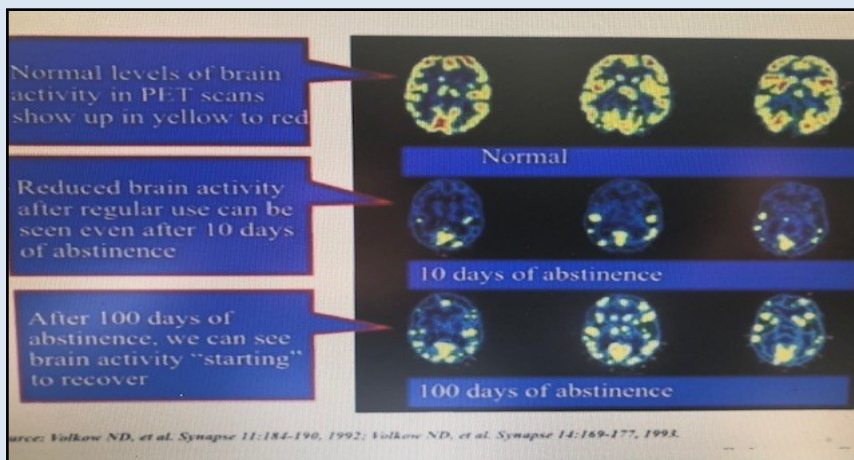 Normal levels of brain
activity in PET scans
show up in yellow to red
Normal
Reduced brain activity
after regular use can be
seen even after 10 days
of abstinence
10 days of abstinence
After 100 days of
abstinence, we can see
brain activity “starting”
to recover
100 days of abstinence
urce: Volkow ND, et al. Synapse 11:184-190, 1992; Volkow ND, et al. Synapse 14:169-177, 1993.